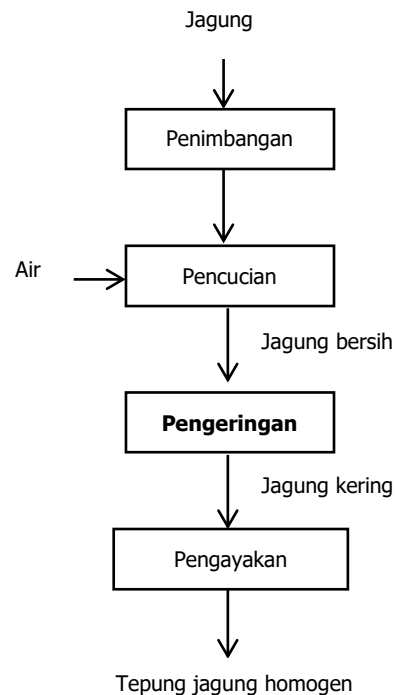 Jagung
Penimbangan
Air
Pencucian
Jagung bersih
Pengeringan
Jagung kering
Pengayakan
Tepung jagung homogen